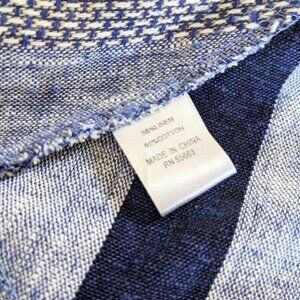 55%LINEN
45%COTTON
MADE IN CHINA
RN 55663